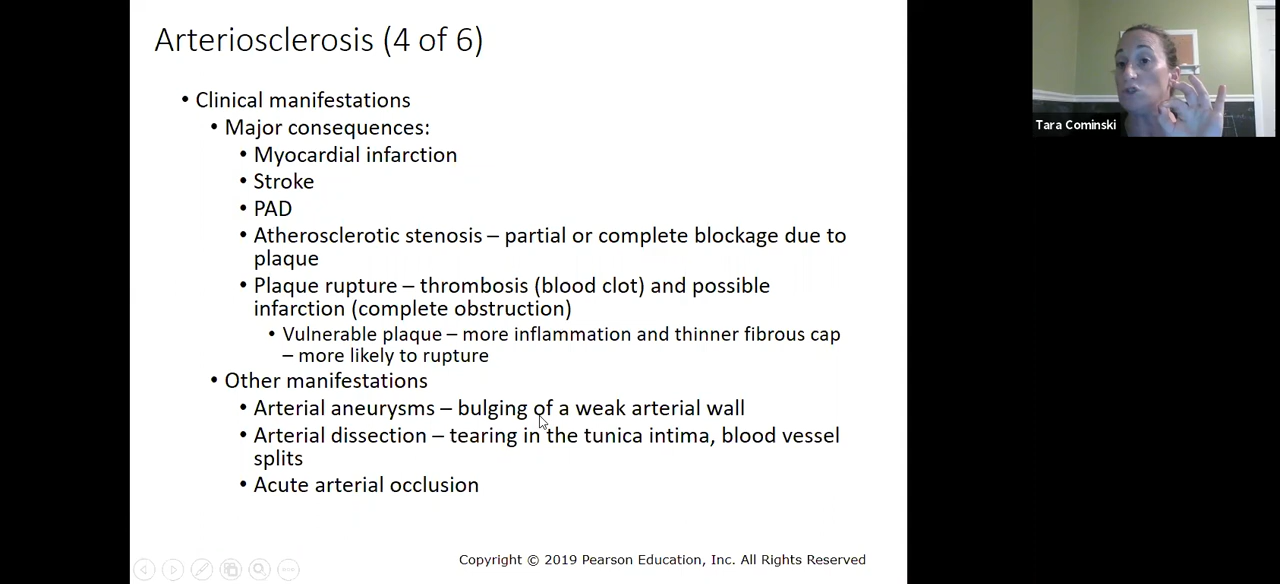 Arteriosclerosis (4 of 6)
Tara Cominski
• Clinical manifestations
• Major consequences:
• Myocardial infarction
• Stroke
• PAD
• Atherosclerotic stenosis – partial or complete blockage due to
plaque
• Plaque rupture – thrombosis (blood clot) and possible
infarction (complete obstruction)
• Vulnerable plaque – more inflammation and thinner fibrous cap
– more likely to rupture
• Other manifestations
• Arterial aneurysms – bulging of a weak arterial wall
• Arterial dissection – tearing in the tunica intima, blood vessel
splits
• Acute arterial occlusion
Copyright © 2019 Pearson Education, Inc. All Rights Reserved